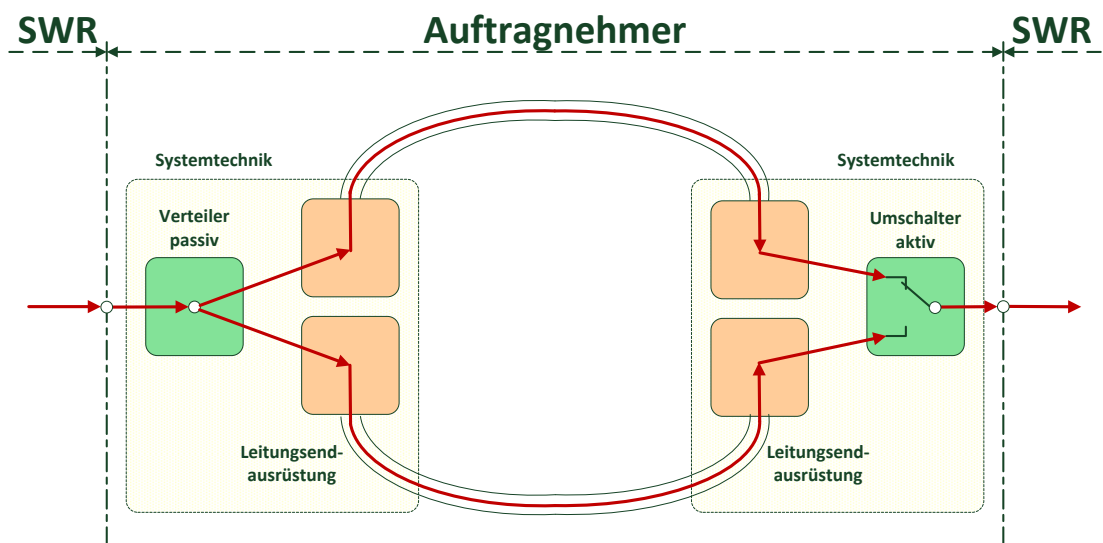 SWR
Auftragnehmer
SWR
Systemtechnik
Systemtechnik
Verteiler
passiv
Umschalter
aktiv
Leitungsend-
ausrüstung
Leitungsend-
ausrüstung